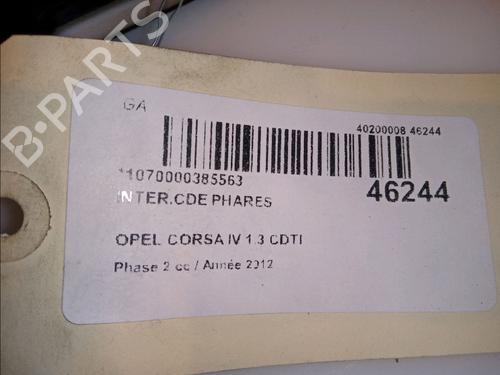 B-PARTS
GA
40200008 46244
*1070000385563
46244
INTER.CDE PHARES
OPEL CORSA IV 1.3 CDTI
Phase 2 cc / Année 2012